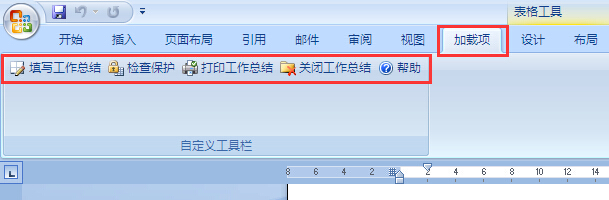 表格工具
开始 插入 页面布局 引用 邮件 审阅 视图 加载项 设计 布局
填写工作总结 检查保护 打印工作总结 关闭工作总结 帮助
自定义工具栏
8 6 4 2 2 4 6 8 10 12 14